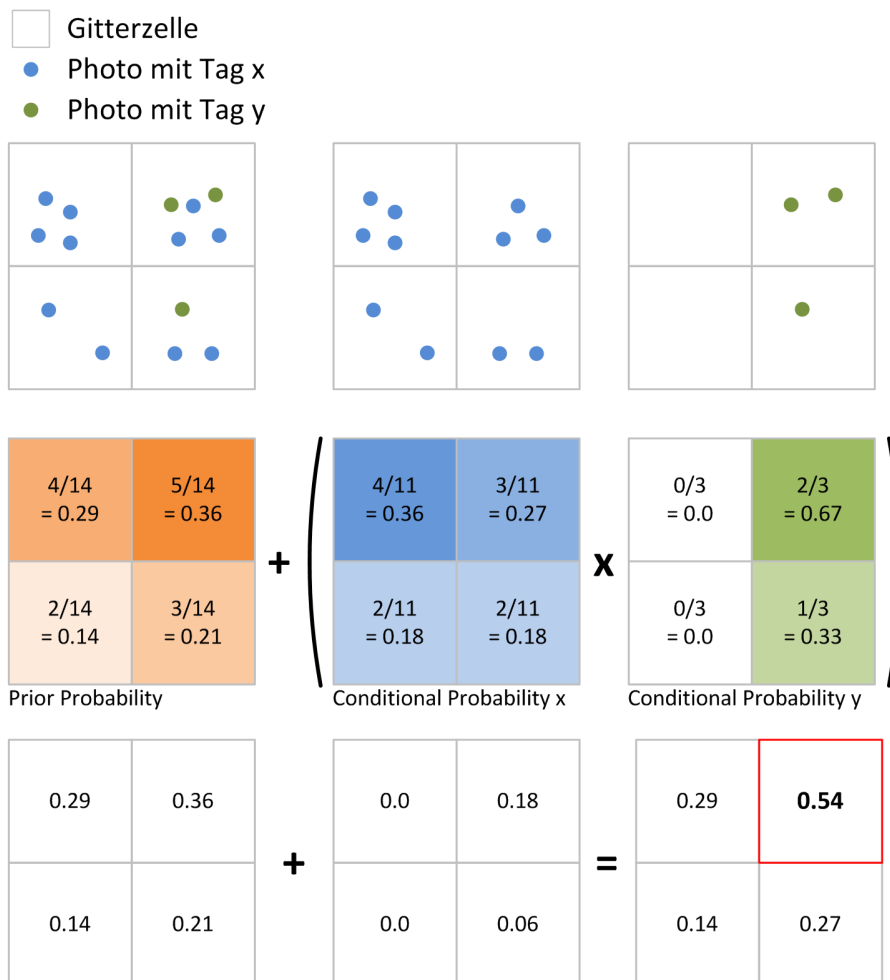 Gitterzelle
Photo mit Tag x
Photo mit Tag y
4/14 5/14
= 0.29 = 0.36
2/14 3/14
= 0.14 = 0.21
+
(
4/11 3/11
= 0.36 = 0.27
2/11 2/11
= 0.18 = 0.18
x
0/3 2/3
= 0.0 = 0.67
0/3 1/3
= 0.0 = 0.33
)
Prior Probability
Conditional Probability x
Conditional Probability y
0.29 0.36
0.14 0.21
+
0.0 0.18
0.0 0.06
=
0.29 0.54
0.14 0.27